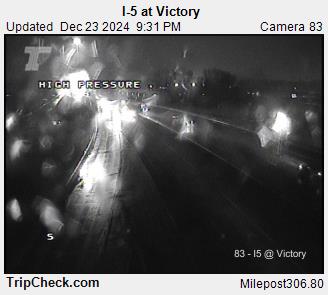 I-5 at Victory
Updated  Dec 23 2024  9:31 PM  Camera 83
T
HIGH PRESSURE
S
83 - I5 @ Victory
TripCheck.com  Milepost306.80